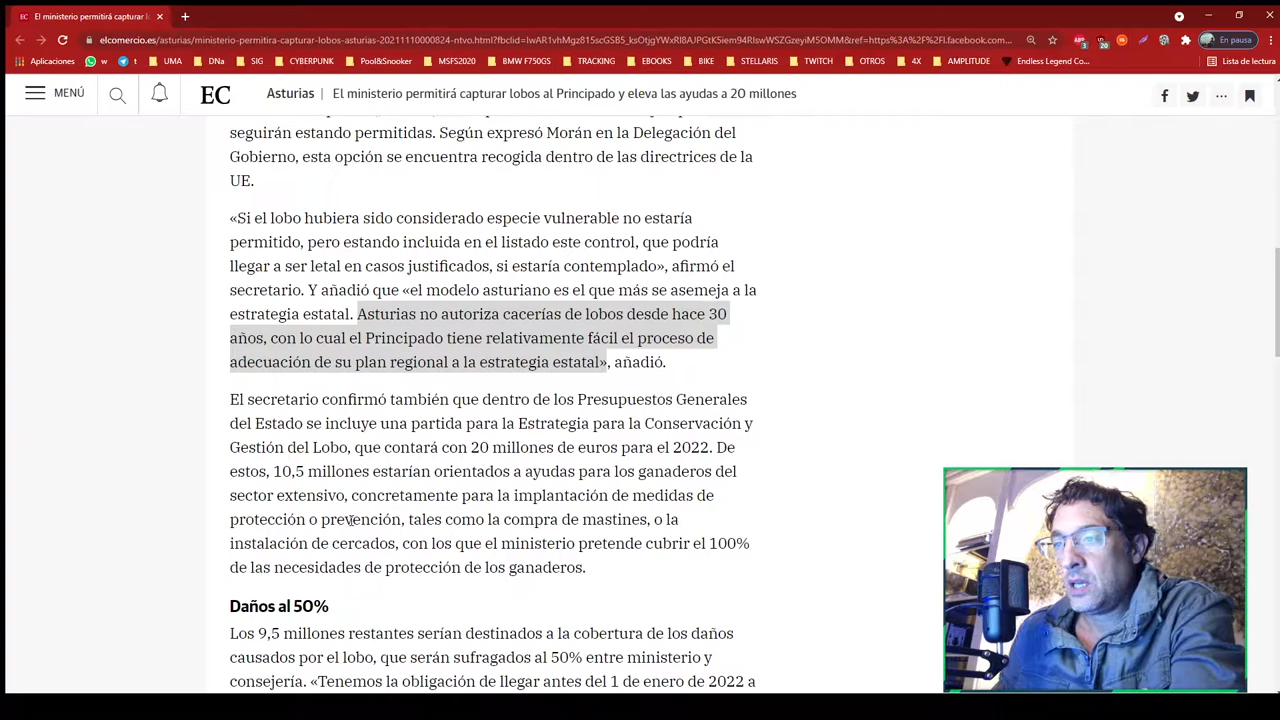 El ministerio permitirá capturar l
elcomercio.es/asturias/ministerio-permitira-capturar-lobos-asturias-20211110000824-ntvo.html?fbclid=
En pausa
Aplicaciones
w
t
UMA
DNa
SIG
CYBERPUNK
Pool&Snooker
MSFS2020
BMW F750GS
TRACKING
EBOOKS
BIKE
STELLARIS
TWITCH
OTROS
4X
AMPLITUDE
Endless Legend Co...
Lista de lectura
MENÚ
EC
Asturias | El ministerio permitirá capturar lobos al Principado y eleva las ayudas a 20 millones
seguirán estando permitidas. Según expresó Morán en la Delegación del
Gobierno, esta opción se encuentra recogida dentro de las directrices de la
UE.
«Si el lobo hubiera sido considerado especie vulnerable no estaría
permitido, pero estando incluida en el listado este control, que podría
llegar a ser letal en casos justificados, si estaría contemplado», afirmó el
secretario. Y añadió que «el modelo asturiano es el que más se asemeja a la
estrategia estatal. Asturias no autoriza cacerías de lobos desde hace 30
años, con lo cual el Principado tiene relativamente fácil el proceso de
adecuación de su plan regional a la estrategia estatal», añadió.
El secretario confirmó también que dentro de los Presupuestos Generales
del Estado se incluye una partida para la Estrategia para la Conservación y
Gestión del Lobo, que contará con 20 millones de euros para el 2022. De
estos, 10.5 millones estarían orientados a ayudas para los ganaderos del
sector extensivo, concretamente para la implantación de medidas de
protección o prevención, tales como la compra de mastines, o la
instalación de cercados, con los que el ministerio pretende cubrir el 100%
de las necesidades de protección de los ganaderos.
Daños al 50%
Los 9,5 millones restantes serían destinados a la cobertura de los daños
causados por el lobo, que serán sufragados al 50% entre ministerio y
consejería. «Tenemos la obligación de llegar antes del 1 de enero de 2022 a